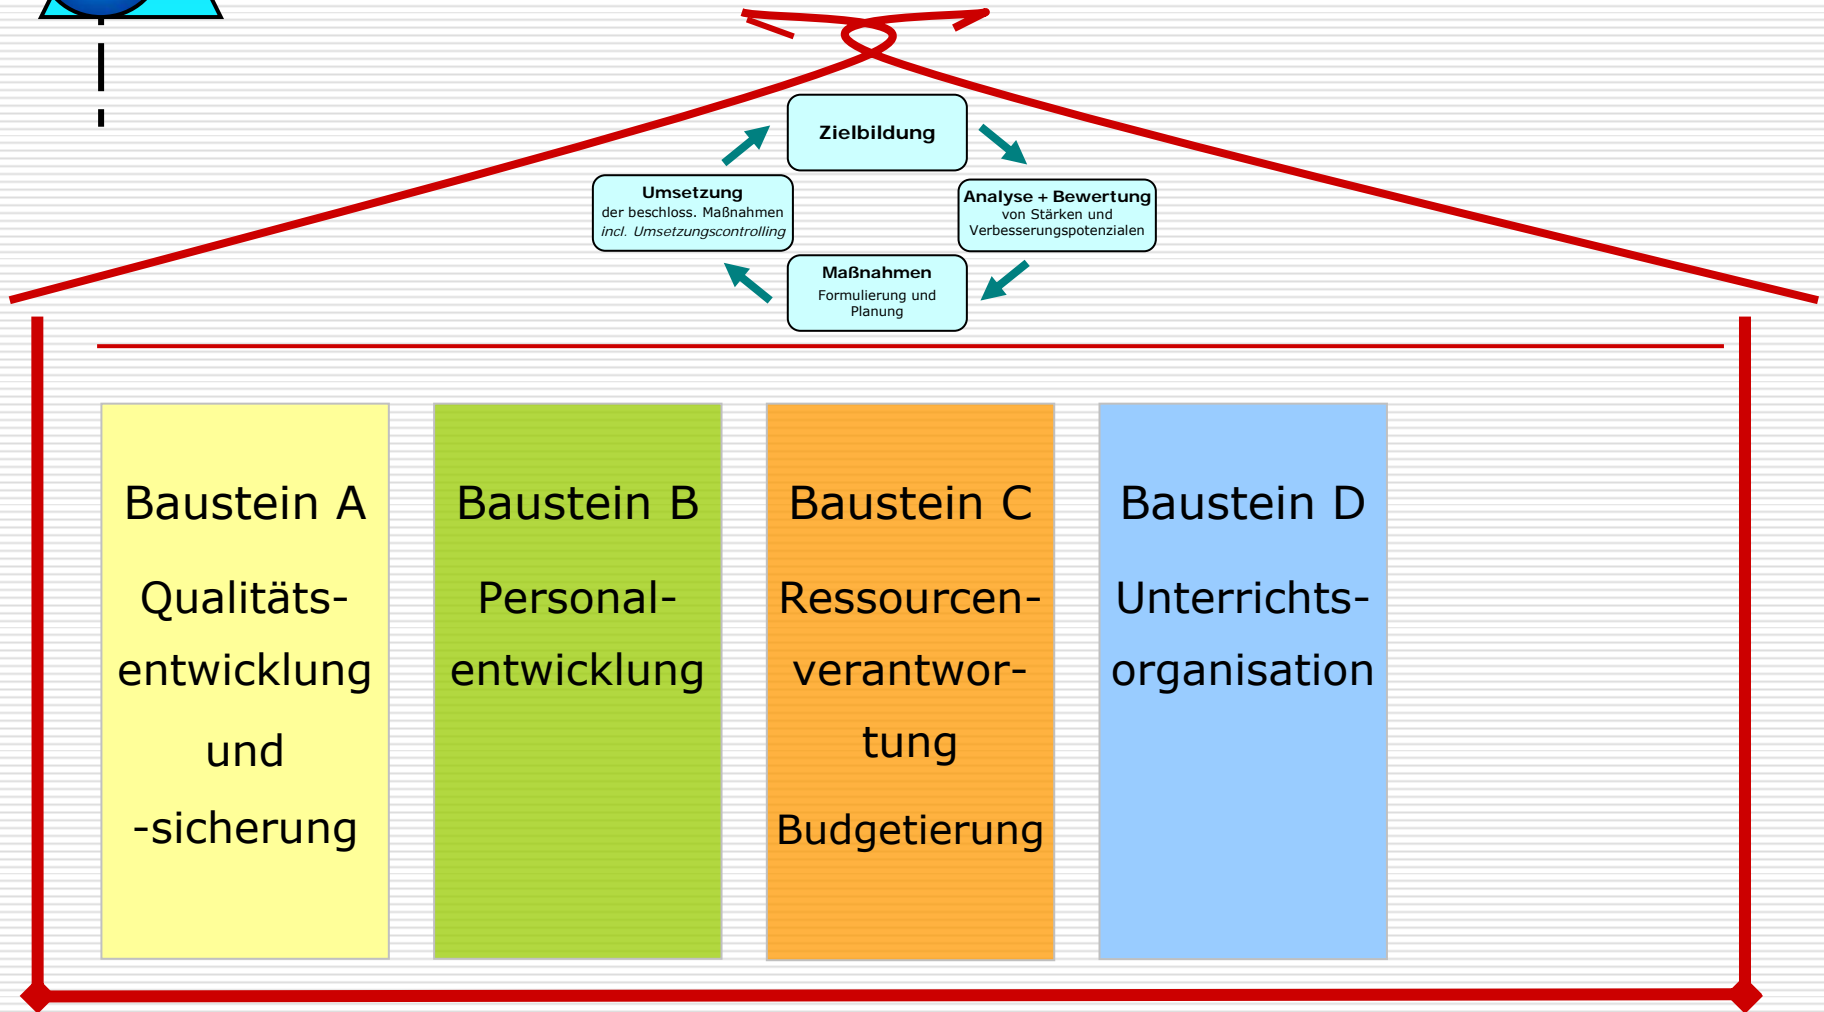 Zielbildung
Umsetzung
der beschloss. Maßnahmen
incl. Umsetzungscontrolling
Analyse + Bewertung
von Stärken und
Verbesserungspotenzialen
Maßnahmen
Formulierung und
Planung
Baustein A
Qualitäts-
entwicklung
und
-sicherung
Baustein B
Personal-
entwicklung
Baustein C
Ressourcen-
verantwor-
tung
Budgetierung
Baustein D
Unterrichts-
organisation